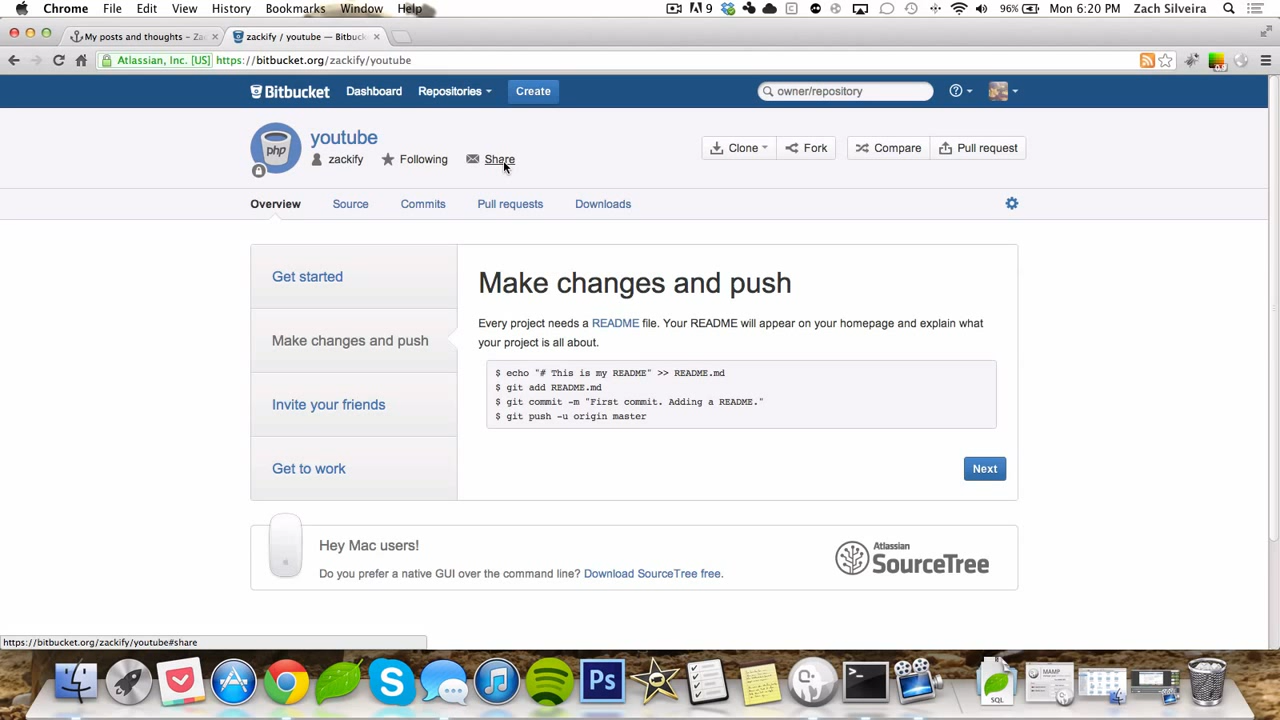 Chrome File Edit View History Bookmarks Window Help 9 96% Mon 6:20 PM Zach Silveira
My posts and thoughts – Za zackify / youtube — Bitbuck
Atlassian, Inc. [US] https://bitbucket.org/zackify/youtube
Bitbucket Dashboard Repositories Create owner/repository
php
youtube
zackify Following Share
Clone Fork Compare Pull request
Overview Source Commits Pull requests Downloads
Get started
Make changes and push
Invite your friends
Get to work
Make changes and push
Every project needs a README file. Your README will appear on your homepage and explain what
your project is all about.
$ echo "# This is my README" >> README.md
$ git add README.md
$ git commit -m "First commit. Adding a README."
$ git push -u origin master
Next
Hey Mac users!
Do you prefer a native GUI over the command line? Download SourceTree free.
Atlassian
SourceTree
https://bitbucket.org/zackify/youtube#share
Ps
SQL
MAMP